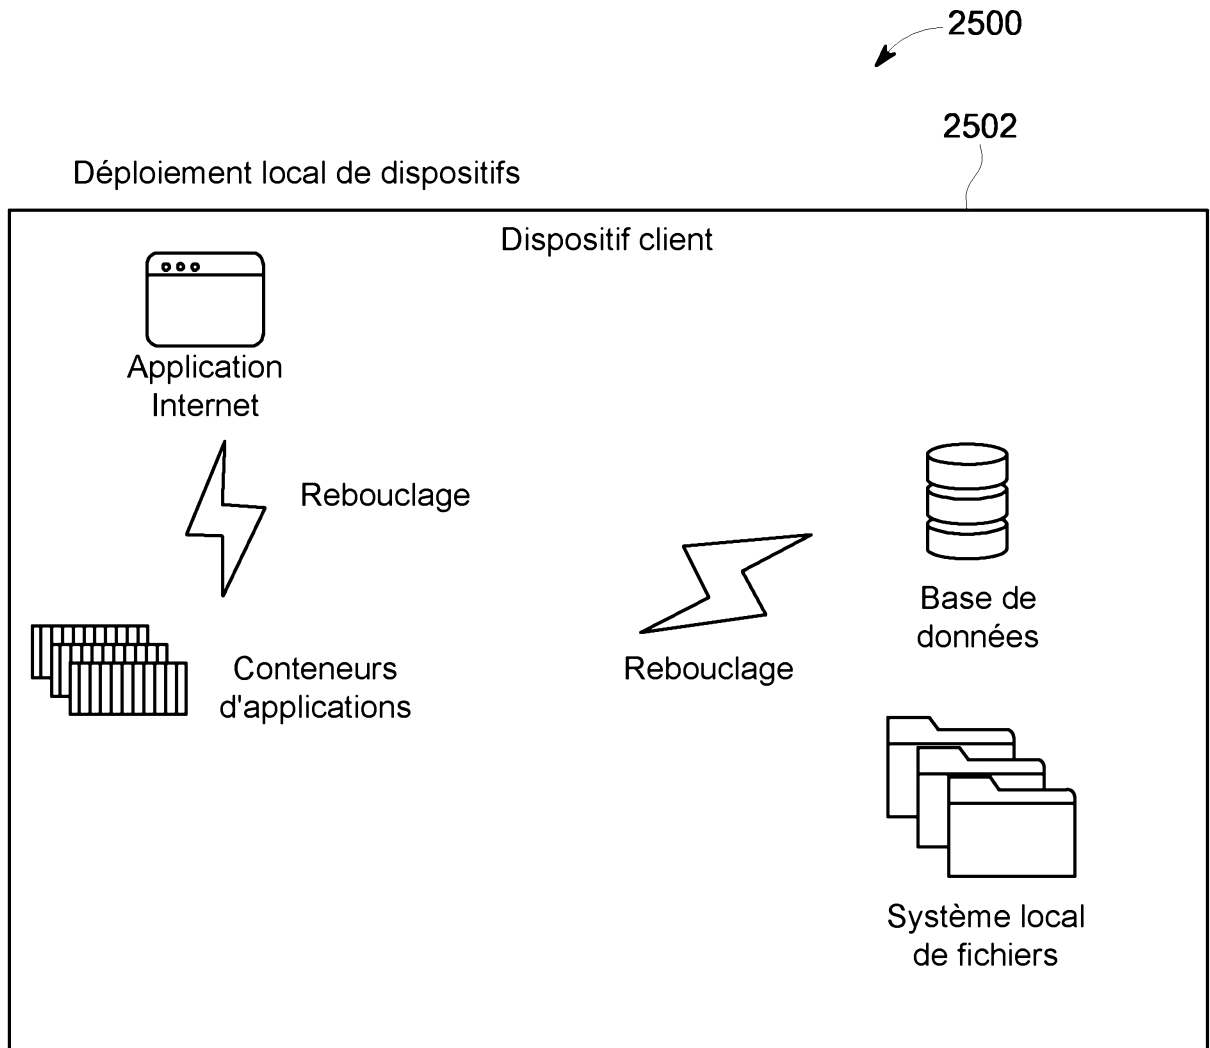 2500
2502
Déploiement local de dispositifs
Dispositif client
Application
Internet
Rebouclage
Base de
données
Conteneurs
d'applications
Rebouclage
Système local
de fichiers